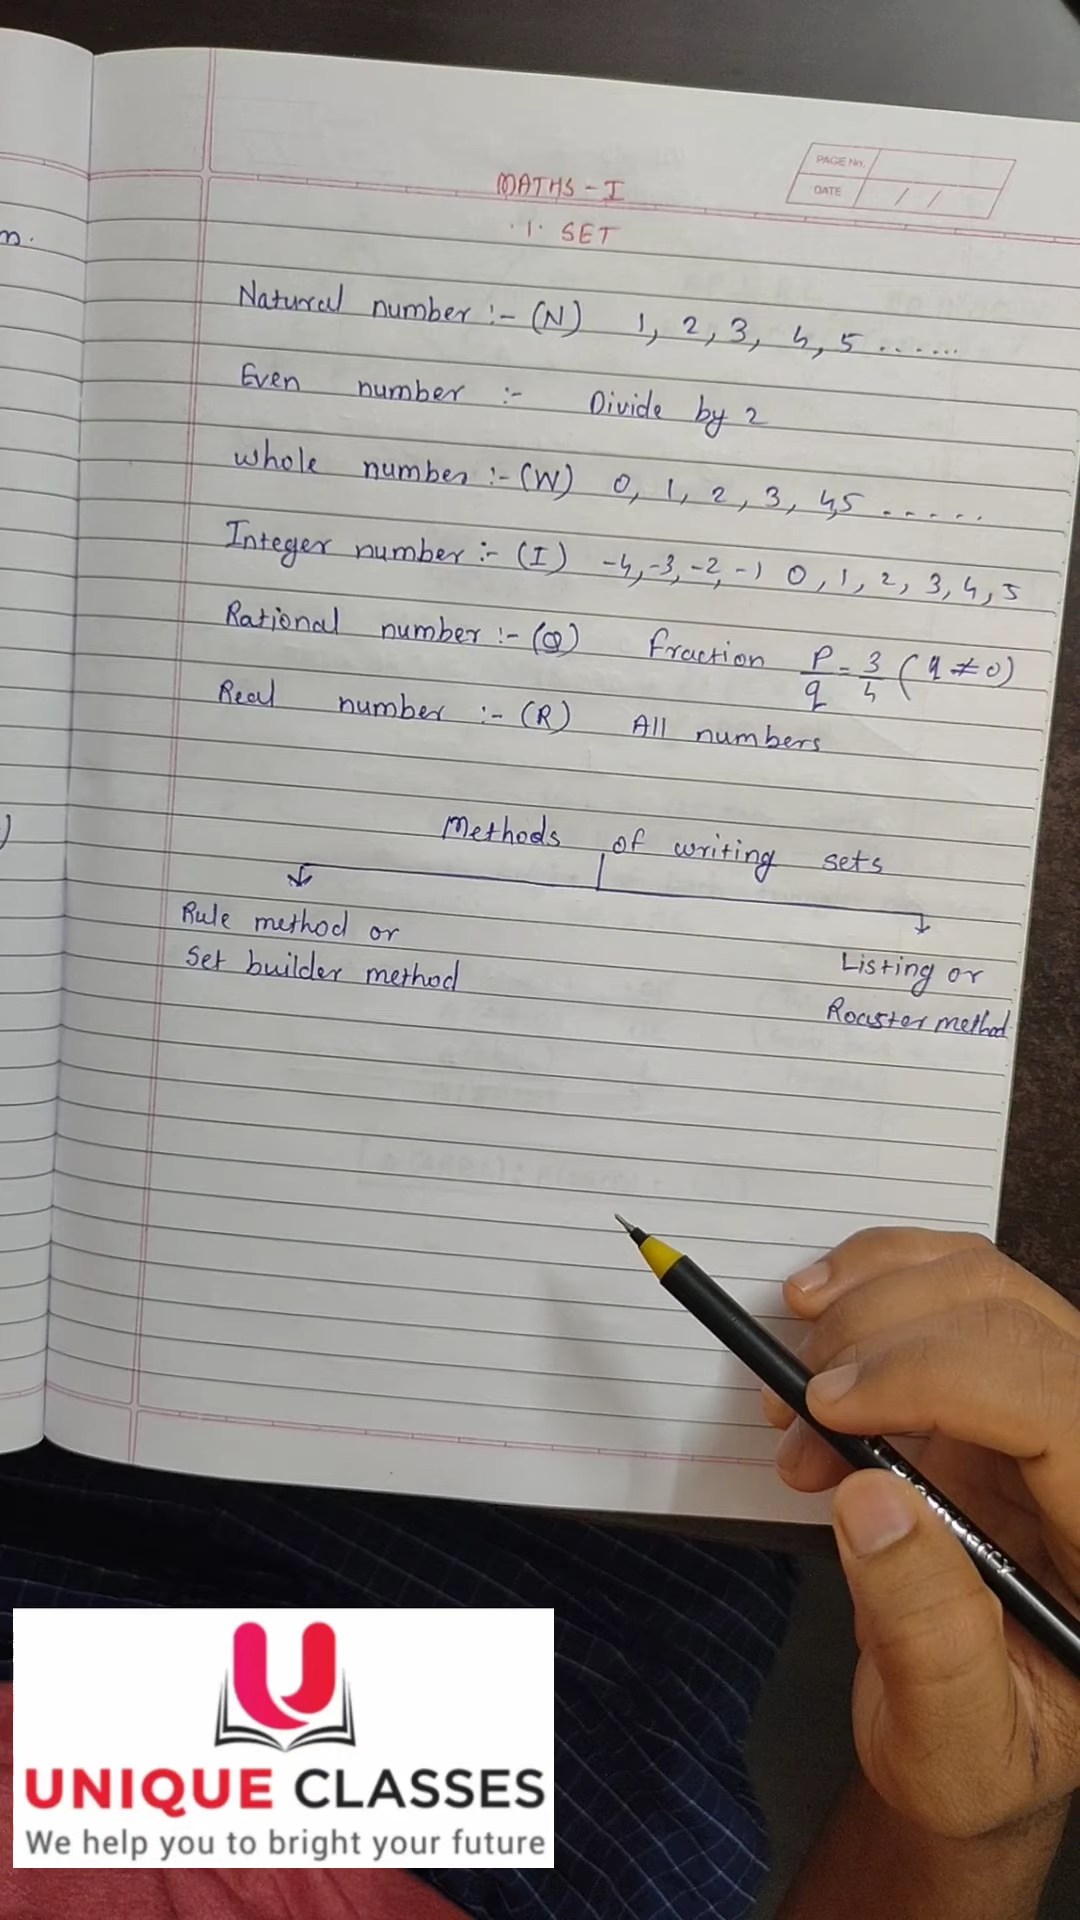 PAGE No.
DATE / /
MATHS - I
1. SET
Natural number :- (N) 1, 2, 3, 4, 5 ......
Even number :- Divide by 2
whole number :- (W) 0, 1, 2, 3, 4,5 .....
Integer number :- (I) -4,-3,-2,-1 0, 1, 2, 3, 4, 5
Rational number :- (Q) fraction P/q = 3/4 (q ≠ 0)
Real number :- (R) All numbers
Methods of writing sets
Rule method or
Set builder method
Listing or
Roaster method
UNIQUE CLASSES
We help you to bright your future